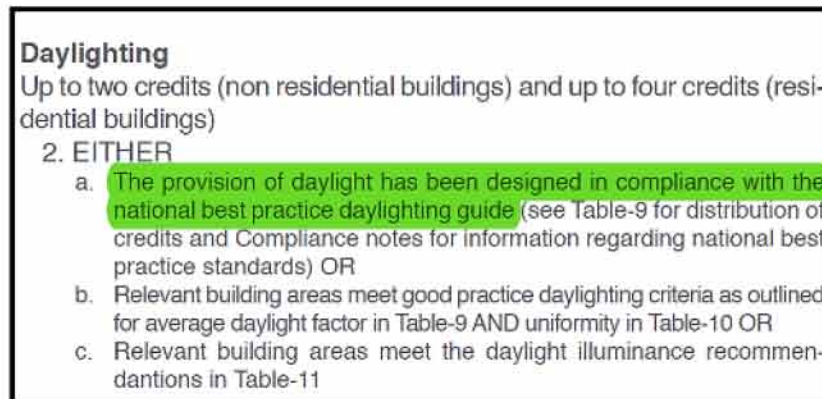 Daylighting
Up to two credits (non residential buildings) and up to four credits (resi-
dential buildings)
2. EITHER
a. The provision of daylight has been designed in compliance with the
national best practice daylighting guide (see Table-9 for distribution of
credits and Compliance notes for information regarding national best
practice standards) OR
b. Relevant building areas meet good practice daylighting criteria as outlined
for average daylight factor in Table-9 AND uniformity in Table-10 OR
c. Relevant building areas meet the daylight illuminance recommen-
dantions in Table-11